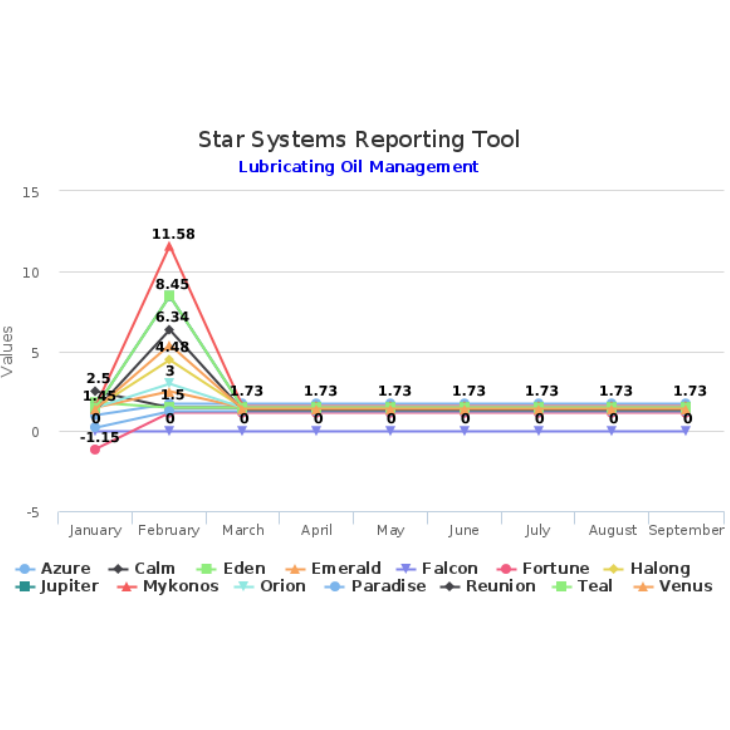 Star Systems Reporting Tool
Lubricating Oil Management
Values
15
10
5
0
-5
11.58
8.45
6.34
4.48
3
1.5
2.5
1.45
0
-1.15
0
1.73 1.73 1.73 1.73 1.73 1.73 1.73
0 0 0 0 0 0 0
January February March April May June July August September
Azure Calm Eden Emerald Falcon Fortune Halong
Jupiter Mykonos Orion Paradise Reunion Teal Venus